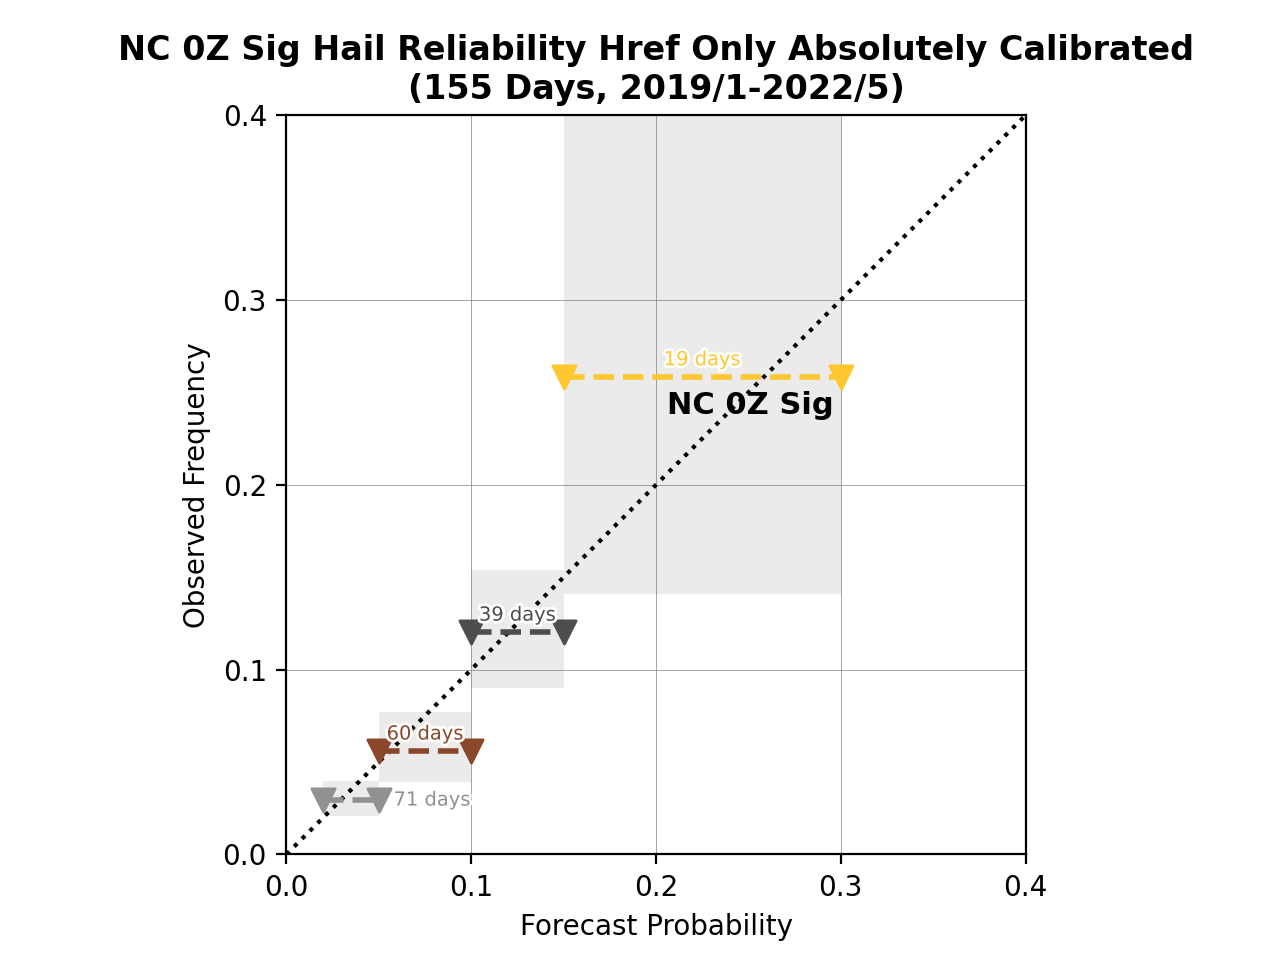 NC 0Z Sig Hail Reliability Href Only Absolutely Calibrated
(155 Days, 2019/1-2022/5)
0.4
0.3
19 days
NC 0Z Sig
0.2
Observed Frequency
39 days
0.1
60 days
71 days
0.0
0.0 0.1 0.2 0.3 0.4
Forecast Probability